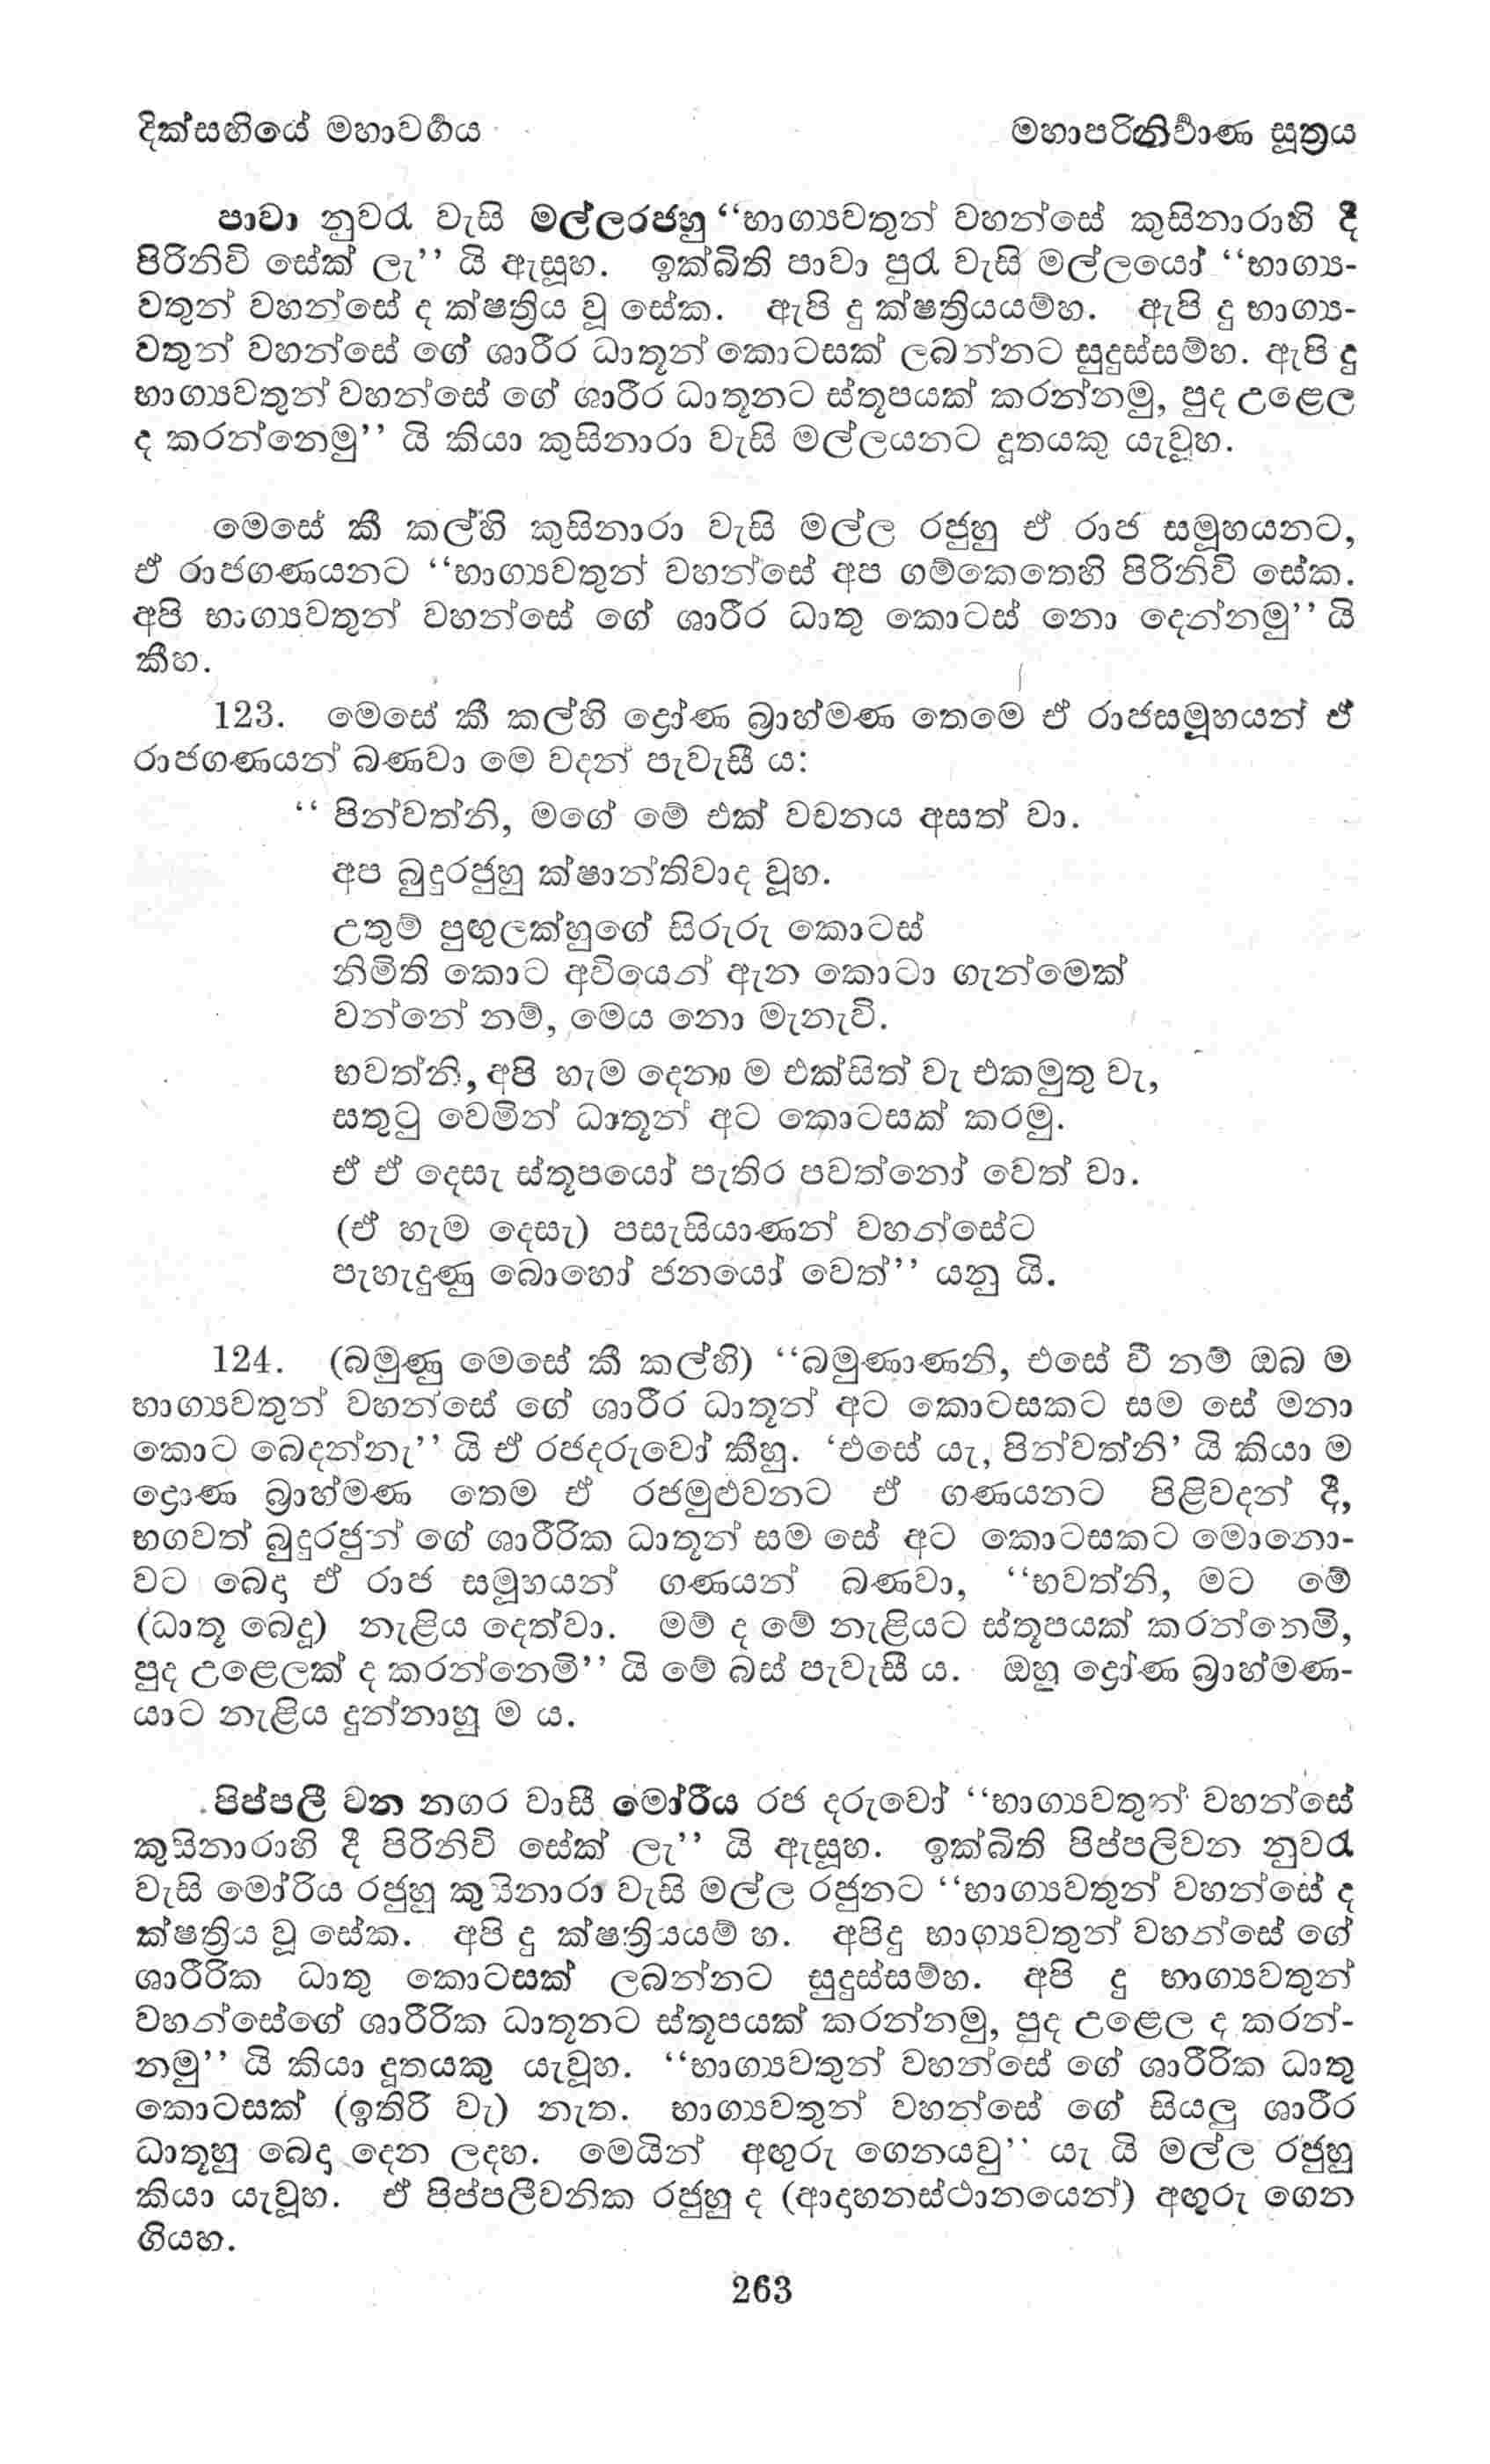 දික්සඟියේ මහාවර්‍ගය
මහාපරිනිර්‍වාණ සූත්‍රය
පාවා නුවරැ වැසි මල්ලරජහු “භාග්‍යවතුන් වහන්සේ කුසිනාරාහි දී
පිරිනිවි සේක් ලැ” යි ඇසූහ. ඉක්බිති පාවා පුරැ වැසි මල්ලයෝ “භාග්‍ය-
වතුන් වහන්සේ ද ක්ෂත්‍රිය වූ සේක. ඇපි දු ක්ෂත්‍රියයම්හ. ඇපි දු භාග්‍ය-
වතුන් වහන්සේ ගේ ශාරීර ධාතූන් කොටසක් ලබන්නට සුදුස්සම්හ. ඇපි දු
භාග්‍යවතුන් වහන්සේ ගේ ශාරීර ධාතූනට ස්තූපයක් කරන්නමු, පුද උළෙල
ද කරන්නෙමු” යි කියා කුසිනාරා වැසි මල්ලයනට දූතයකු යැවූහ.
මෙසේ කී කල්හි කුසිනාරා වැසි මල්ල රජුහු ඒ රාජ සමූහයනට,
ඒ රාජගණයනට “භාග්‍යවතුන් වහන්සේ අප ගම්කෙතෙහි පිරිනිවි සේක.
අපි භාග්‍යවතුන් වහන්සේ ගේ ශාරීර ධාතු කොටස් නො දෙන්නමු” යි
කීහ.
123. මෙසේ කී කල්හි ද්‍රෝණ බ්‍රාහ්මණ තෙමෙ ඒ රාජසමූහයන් ඒ
රාජගණයන් බණවා මෙ වදන් පැවැසී ය:
“ පින්වත්නි, මගේ මේ එක් වචනය අසත් වා.
අප බුදුරජුහු ක්ෂාන්තිවාද වූහ.
උතුම් පුඟුලක්හුගේ සිරුරු කොටස්
නිමිති කොට අවියෙන් ඇන කොටා ගැන්මෙක්
වන්නේ නම්, මෙය නො මැනැවි.
භවත්නි, අපි හැම දෙනා ම එක්සිත් වැ එකමුතු වැ,
සතුටු වෙමින් ධාතූන් අට කොටසක් කරමු.
ඒ ඒ දෙසැ ස්තූපයෝ පැතිර පවත්නෝ වෙත් වා.
(ඒ හැම දෙසැ) පසැසියාණන් වහන්සේට
පැහැදුණු බොහෝ ජනයෝ වෙත්” යනු යි.
124. (බමුණු මෙසේ කී කල්හි) “බමුණාණනි, එසේ වී නම් ඔබ ම
භාග්‍යවතුන් වහන්සේ ගේ ශාරීර ධාතූන් අට කොටසකට සම සේ මනා
කොට බෙදන්නැ” යි ඒ රජදරුවෝ කීහු. ‘එසේ යැ, පින්වත්නි’ යි කියා ම
ද්‍රොණ බ්‍රාහ්මණ තෙම ඒ රජමුළුවනට ඒ ගණයනට පිළිවදන් දී,
භගවත් බුදුරජුන් ගේ ශාරීරික ධාතූන් සම සේ අට කොටසකට මොනො-
වට බෙදා ඒ රාජ සමූහයන් ගණයන් බණවා, “භවත්නි, මට මේ
(ධාතු බෙදූ) නැළිය දෙත්වා. මම් ද මේ නැළියට ස්තූපයක් කරන්නෙමි,
පුද උළෙලක් ද කරන්නෙමි” යි මේ බස් පැවැසී ය. ඔහු ද්‍රෝණ බ්‍රාහ්මණ-
යාට නැළිය දුන්නාහු ම ය.
පිප්පලී වන නගර වාසී මෝරීය රජ දරුවෝ “භාග්‍යවතුන් වහන්සේ
කුසිනාරාහි දී පිරිනිවි සේක් ලැ” යි ඇසූහ. ඉක්බිති පිප්පලිවන නුවරැ
වැසි මෝරිය රජුහු කුසිනාරා වැසි මල්ල රජුනට “භාග්‍යවතුන් වහන්සේ ද
ක්ෂත්‍රිය වූ සේක. අපි දු ක්ෂත්‍රියයම් හ. අපිදු භාග්‍යවතුන් වහන්සේ ගේ
ශාරීරික ධාතු කොටසක් ලබන්නට සුදුස්සම්හ. අපි දු භාග්‍යවතුන්
වහන්සේගේ ශාරීරික ධාතූනට ස්තූපයක් කරන්නමු, පුද උළෙල ද කරන්-
නමු” යි කියා දූතයකු යැවූහ. “භාග්‍යවතුන් වහන්සේ ගේ ශාරීරික ධාතු
කොටසක් (ඉතිරි වැ) නැත. භාග්‍යවතුන් වහන්සේ ගේ සියලු ශාරීර
ධාතූහු බෙදා දෙන ලදහ. මෙයින් අඟුරු ගෙනයවු” යැ යි මල්ල රජුහු
කියා යැවූහ. ඒ පිප්පලීවනික රජුහු ද (ආදාහනස්ථානයෙන්) අඟුරු ගෙන
ගියහ.
263